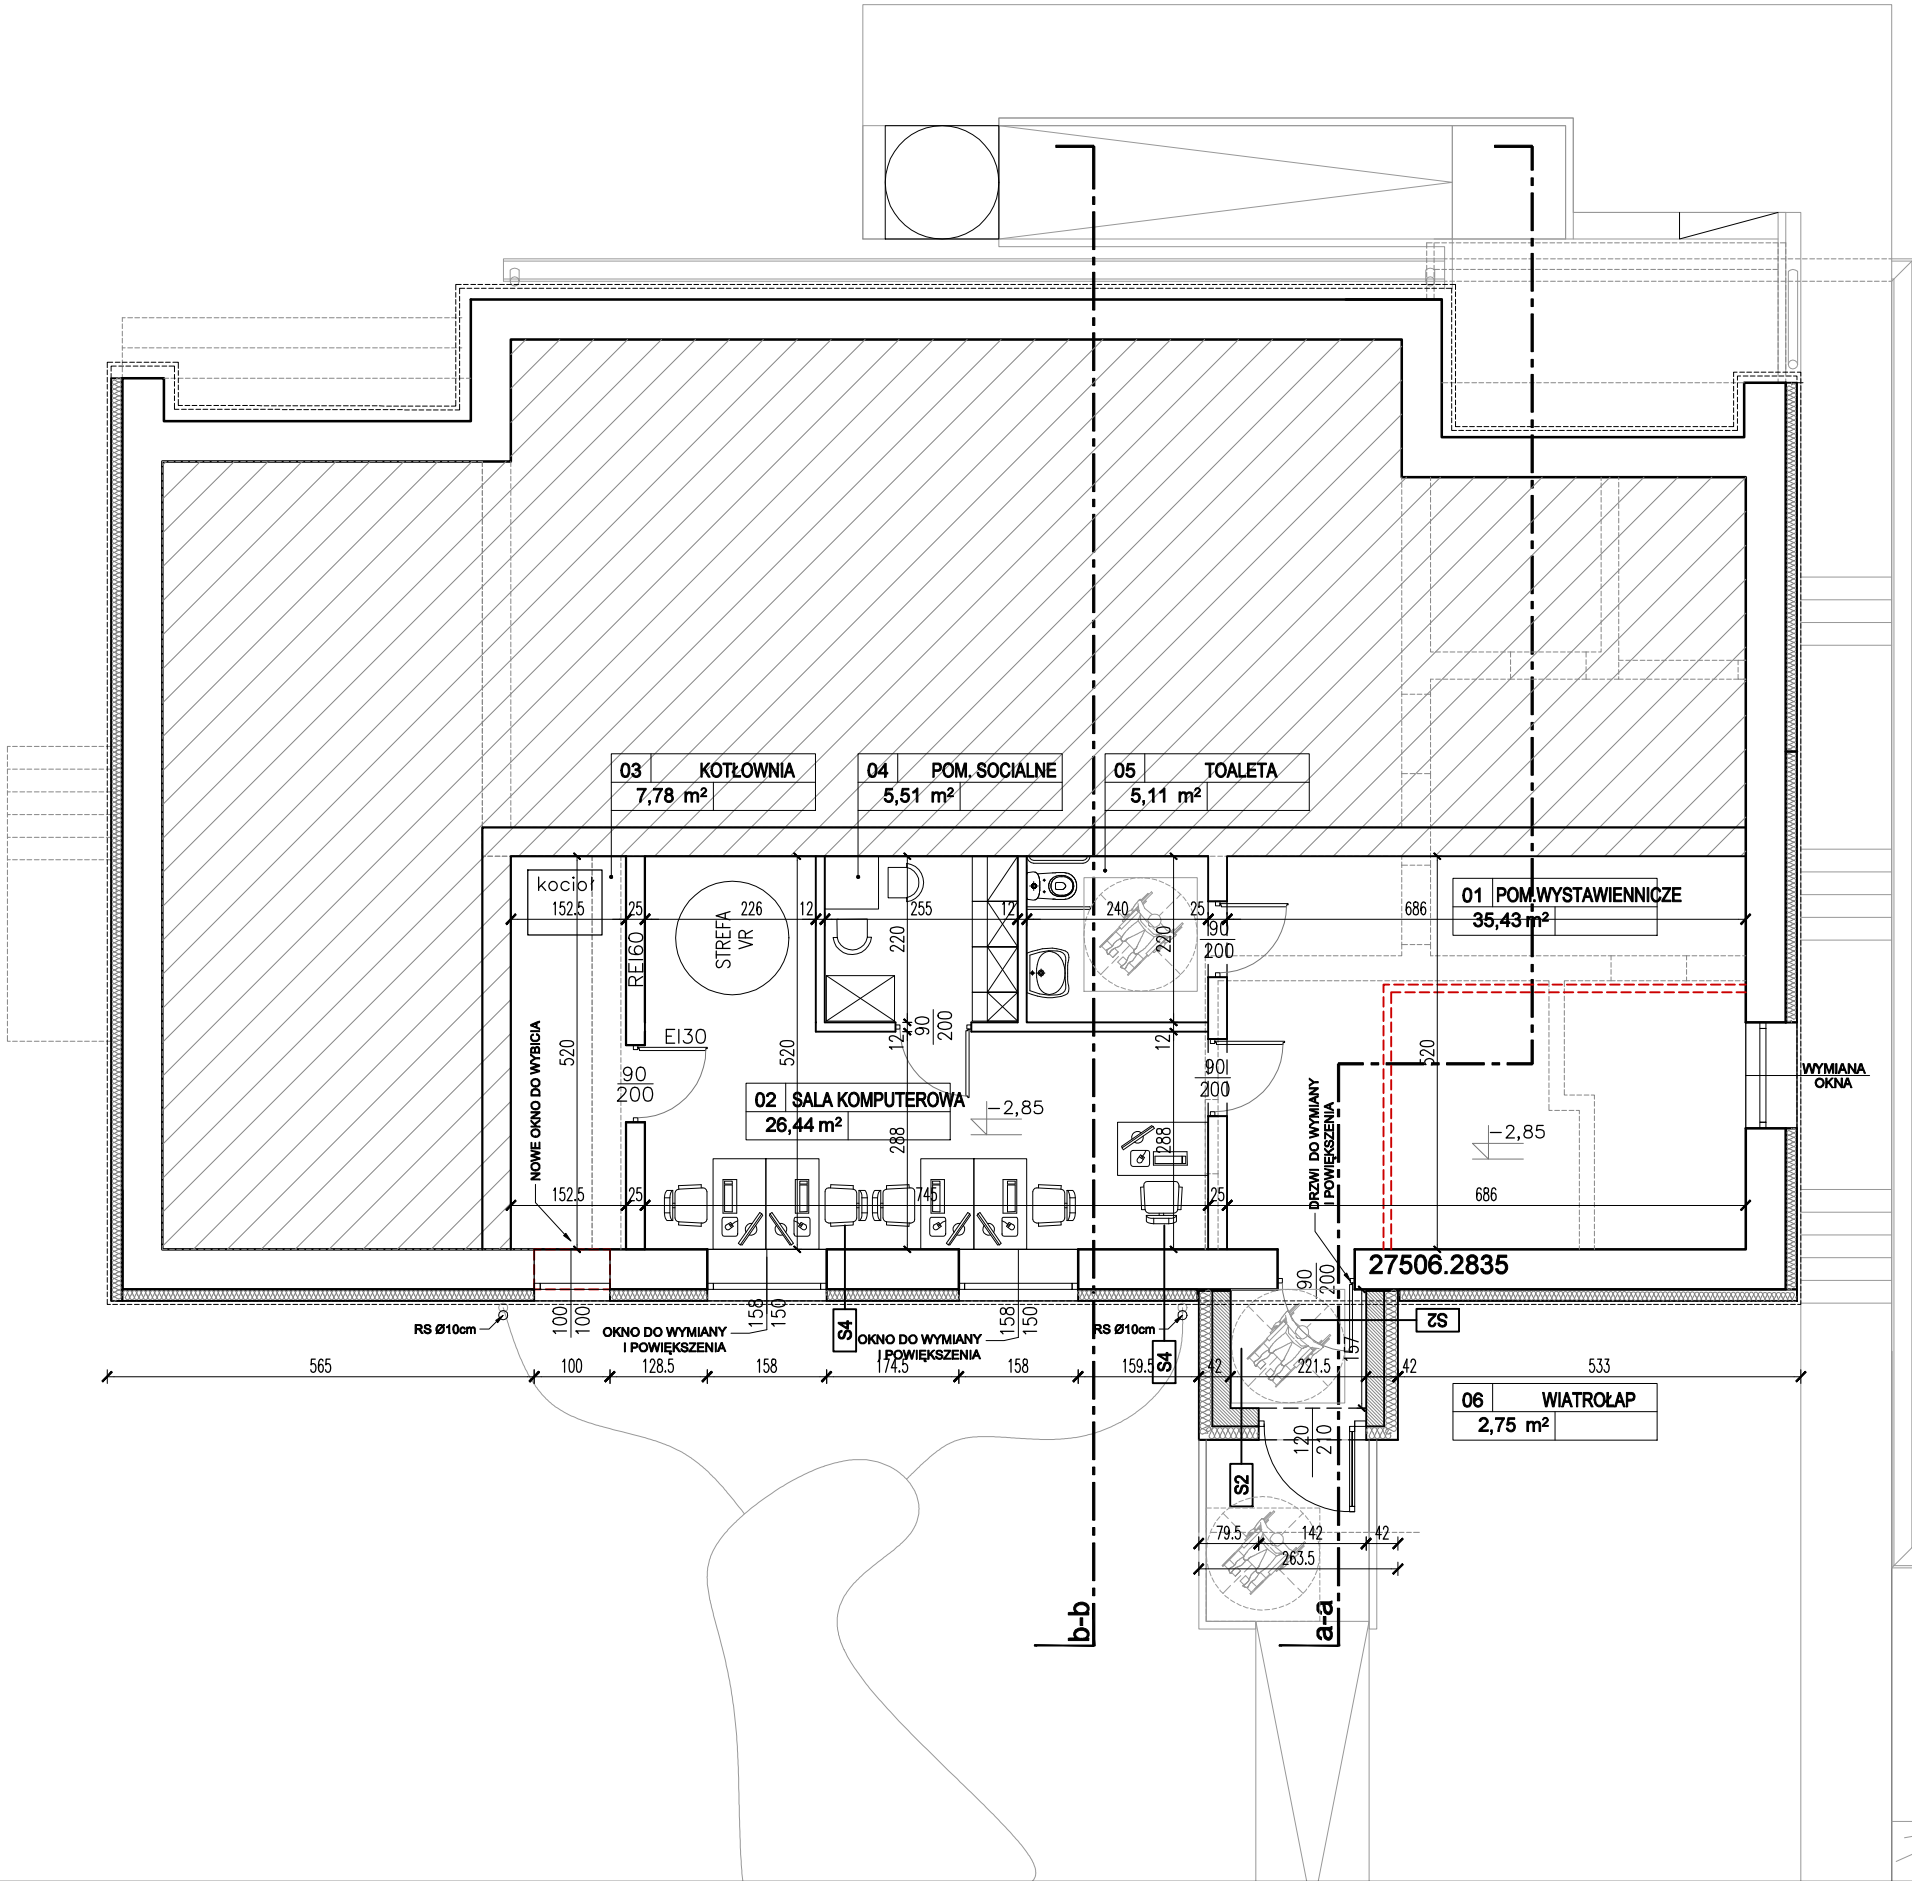 03 KOTŁOWNIA
7,78 m²
04 POM. SOCIALNE
5,51 m²
05 TOALETA
5,11 m²
kocioł
152.5
25
226
12
255
12
240
25
686
01 POM.WYSTAWIENNICZE
35,43 m²
STREFA
VR
REI60
220
220
90
200
EI30
90
200
12
90
200
12
90
200
520
520
520
NOWE OKNO DO WYBICIA
02 SALA KOMPUTEROWA
26,44 m²
-2,85
288
288
DRZWI DO WYMIANY
I POWIĘKSZENIA
-2,85
WYMIANA
OKNA
152.5
25
745
25
686
27506.2835
90
200
RS Ø10cm
100
100
OKNO DO WYMIANY
I POWIĘKSZENIA
158
150
S4
OKNO DO WYMIANY
I POWIĘKSZENIA
158
150
RS Ø10cm
S4
S2
157
565
100
128.5
158
174.5
158
159.5
42
221.5
42
533
06 WIATROŁAP
2,75 m²
120
210
S2
79.5
142
42
263.5
b-b
a-a